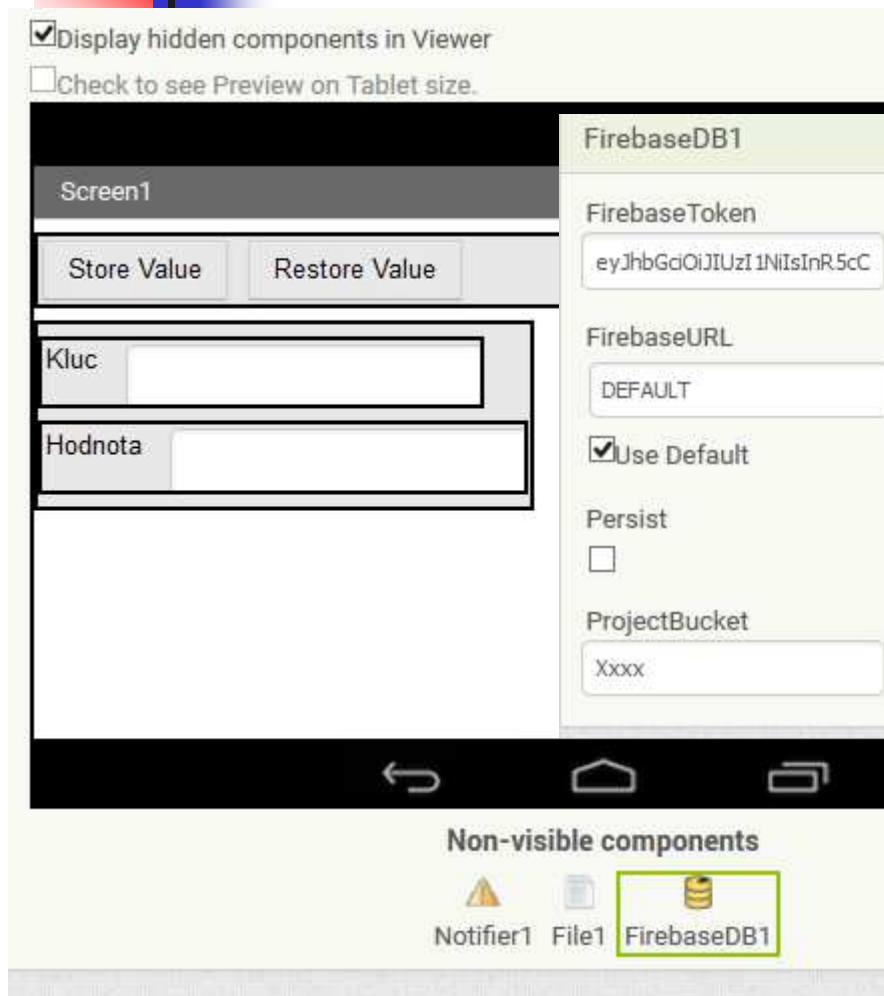 Display hidden components in Viewer
Check to see Preview on Tablet size.
Screen1
Store Value Restore Value
Kluc
Hodnota
FirebaseDB1
FirebaseToken
eyJhbGciOiJIUzI1NiIsInR5cC
FirebaseURL
DEFAULT
Use Default
Persist
ProjectBucket
Xxxx
Non-visible components
Notifier1 File1 FirebaseDB1